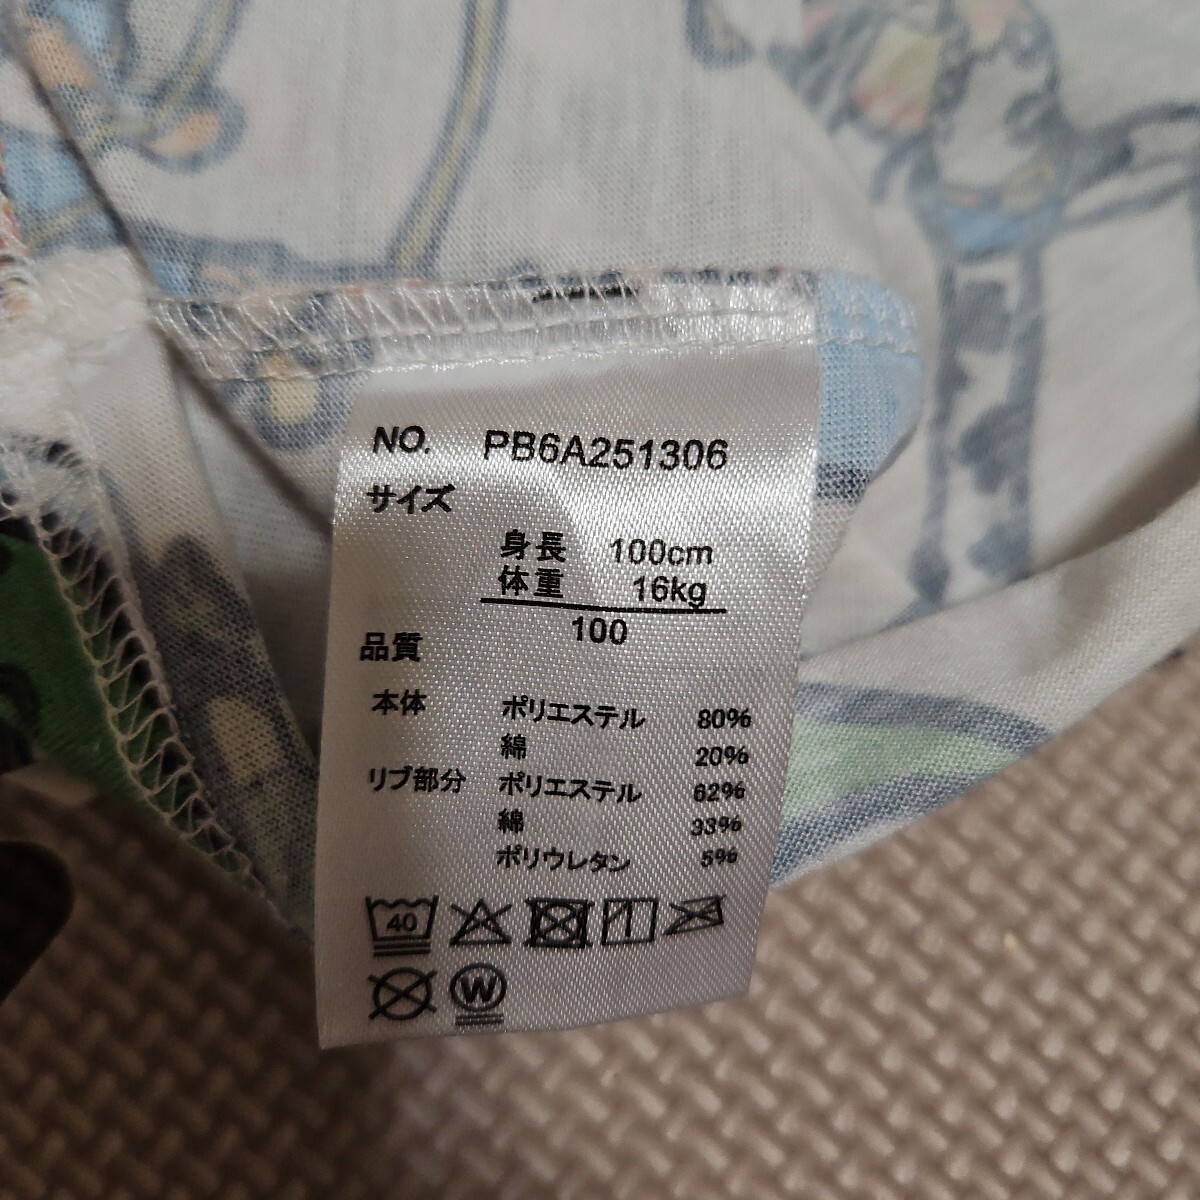 NO. PB6A251306
サイズ
身長 100cm
体重 16kg
100
品質
本体 ポリエステル 80%
綿 20%
リブ部分 ポリエステル 62%
綿 33%
ポリウレタン 5%
40
W